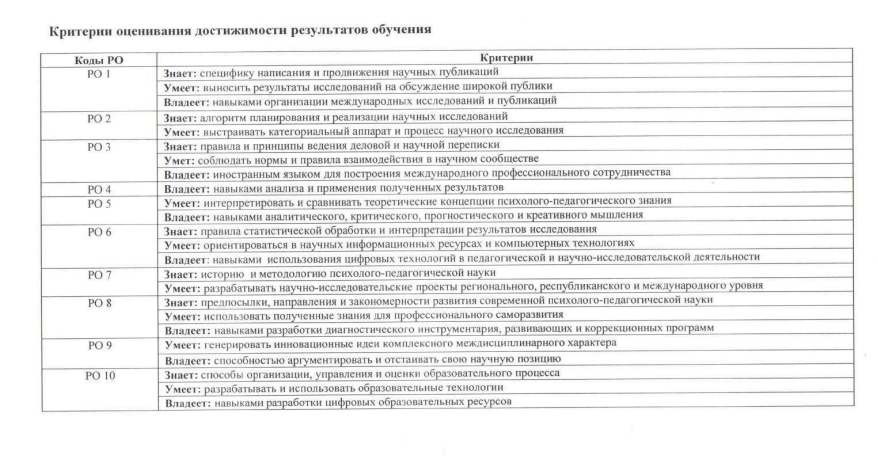 Критерии оценивания достижимости результатов обучения
Коды РО Критерии
РО 1 Знает: специфику написания и продвижения научных публикаций
Умеет: выносить результаты исследований на обсуждение широкой публики
Владеет: навыками организации международных исследований и публикаций
РО 2 Знает: алгоритм планирования и реализации научных исследований
Умеет: выстраивать категориальный аппарат и процесс научного исследования
РО 3 Знает: правила и принципы ведения деловой и научной переписки
Умет: соблюдать нормы и правила взаимодействия в научном сообществе
Владеет: иностранным языком для построения международного профессионального сотрудничества
РО 4 Владеет: навыками анализа и применения полученных результатов
РО 5 Умеет: интерпретировать и сравнивать теоретические концепции психолого-педагогического знания
Владеет: навыками аналитического, критического, прогностического и креативного мышления
РО 6 Знает: правила статистической обработки и интерпретации результатов исследования
Умеет: ориентироваться в научных информационных ресурсах и компьютерных технологиях
Владеет: навыками использования цифровых технологий в педагогической и научно-исследовательской деятельности
РО 7 Знает: историю и методологию психолого-педагогической науки
Умеет: разрабатывать научно-исследовательские проекты регионального, республиканского и международного уровня
РО 8 Знает: предпосылки, направления и закономерности развития современной психолого-педагогической науки
Умеет: использовать полученные знания для профессионального саморазвития
Владеет: навыками разработки диагностического инструментария, развивающих и коррекционных программ
РО 9 Умеет: генерировать инновационные идеи комплексного междисциплинарного характера
Владеет: способностью аргументировать и отстаивать свою научную позицию
РО 10 Знает: способы организации, управления и оценки образовательного процесса
Умеет: разрабатывать и использовать образовательные технологии
Владеет: навыками разработки цифровых образовательных ресурсов